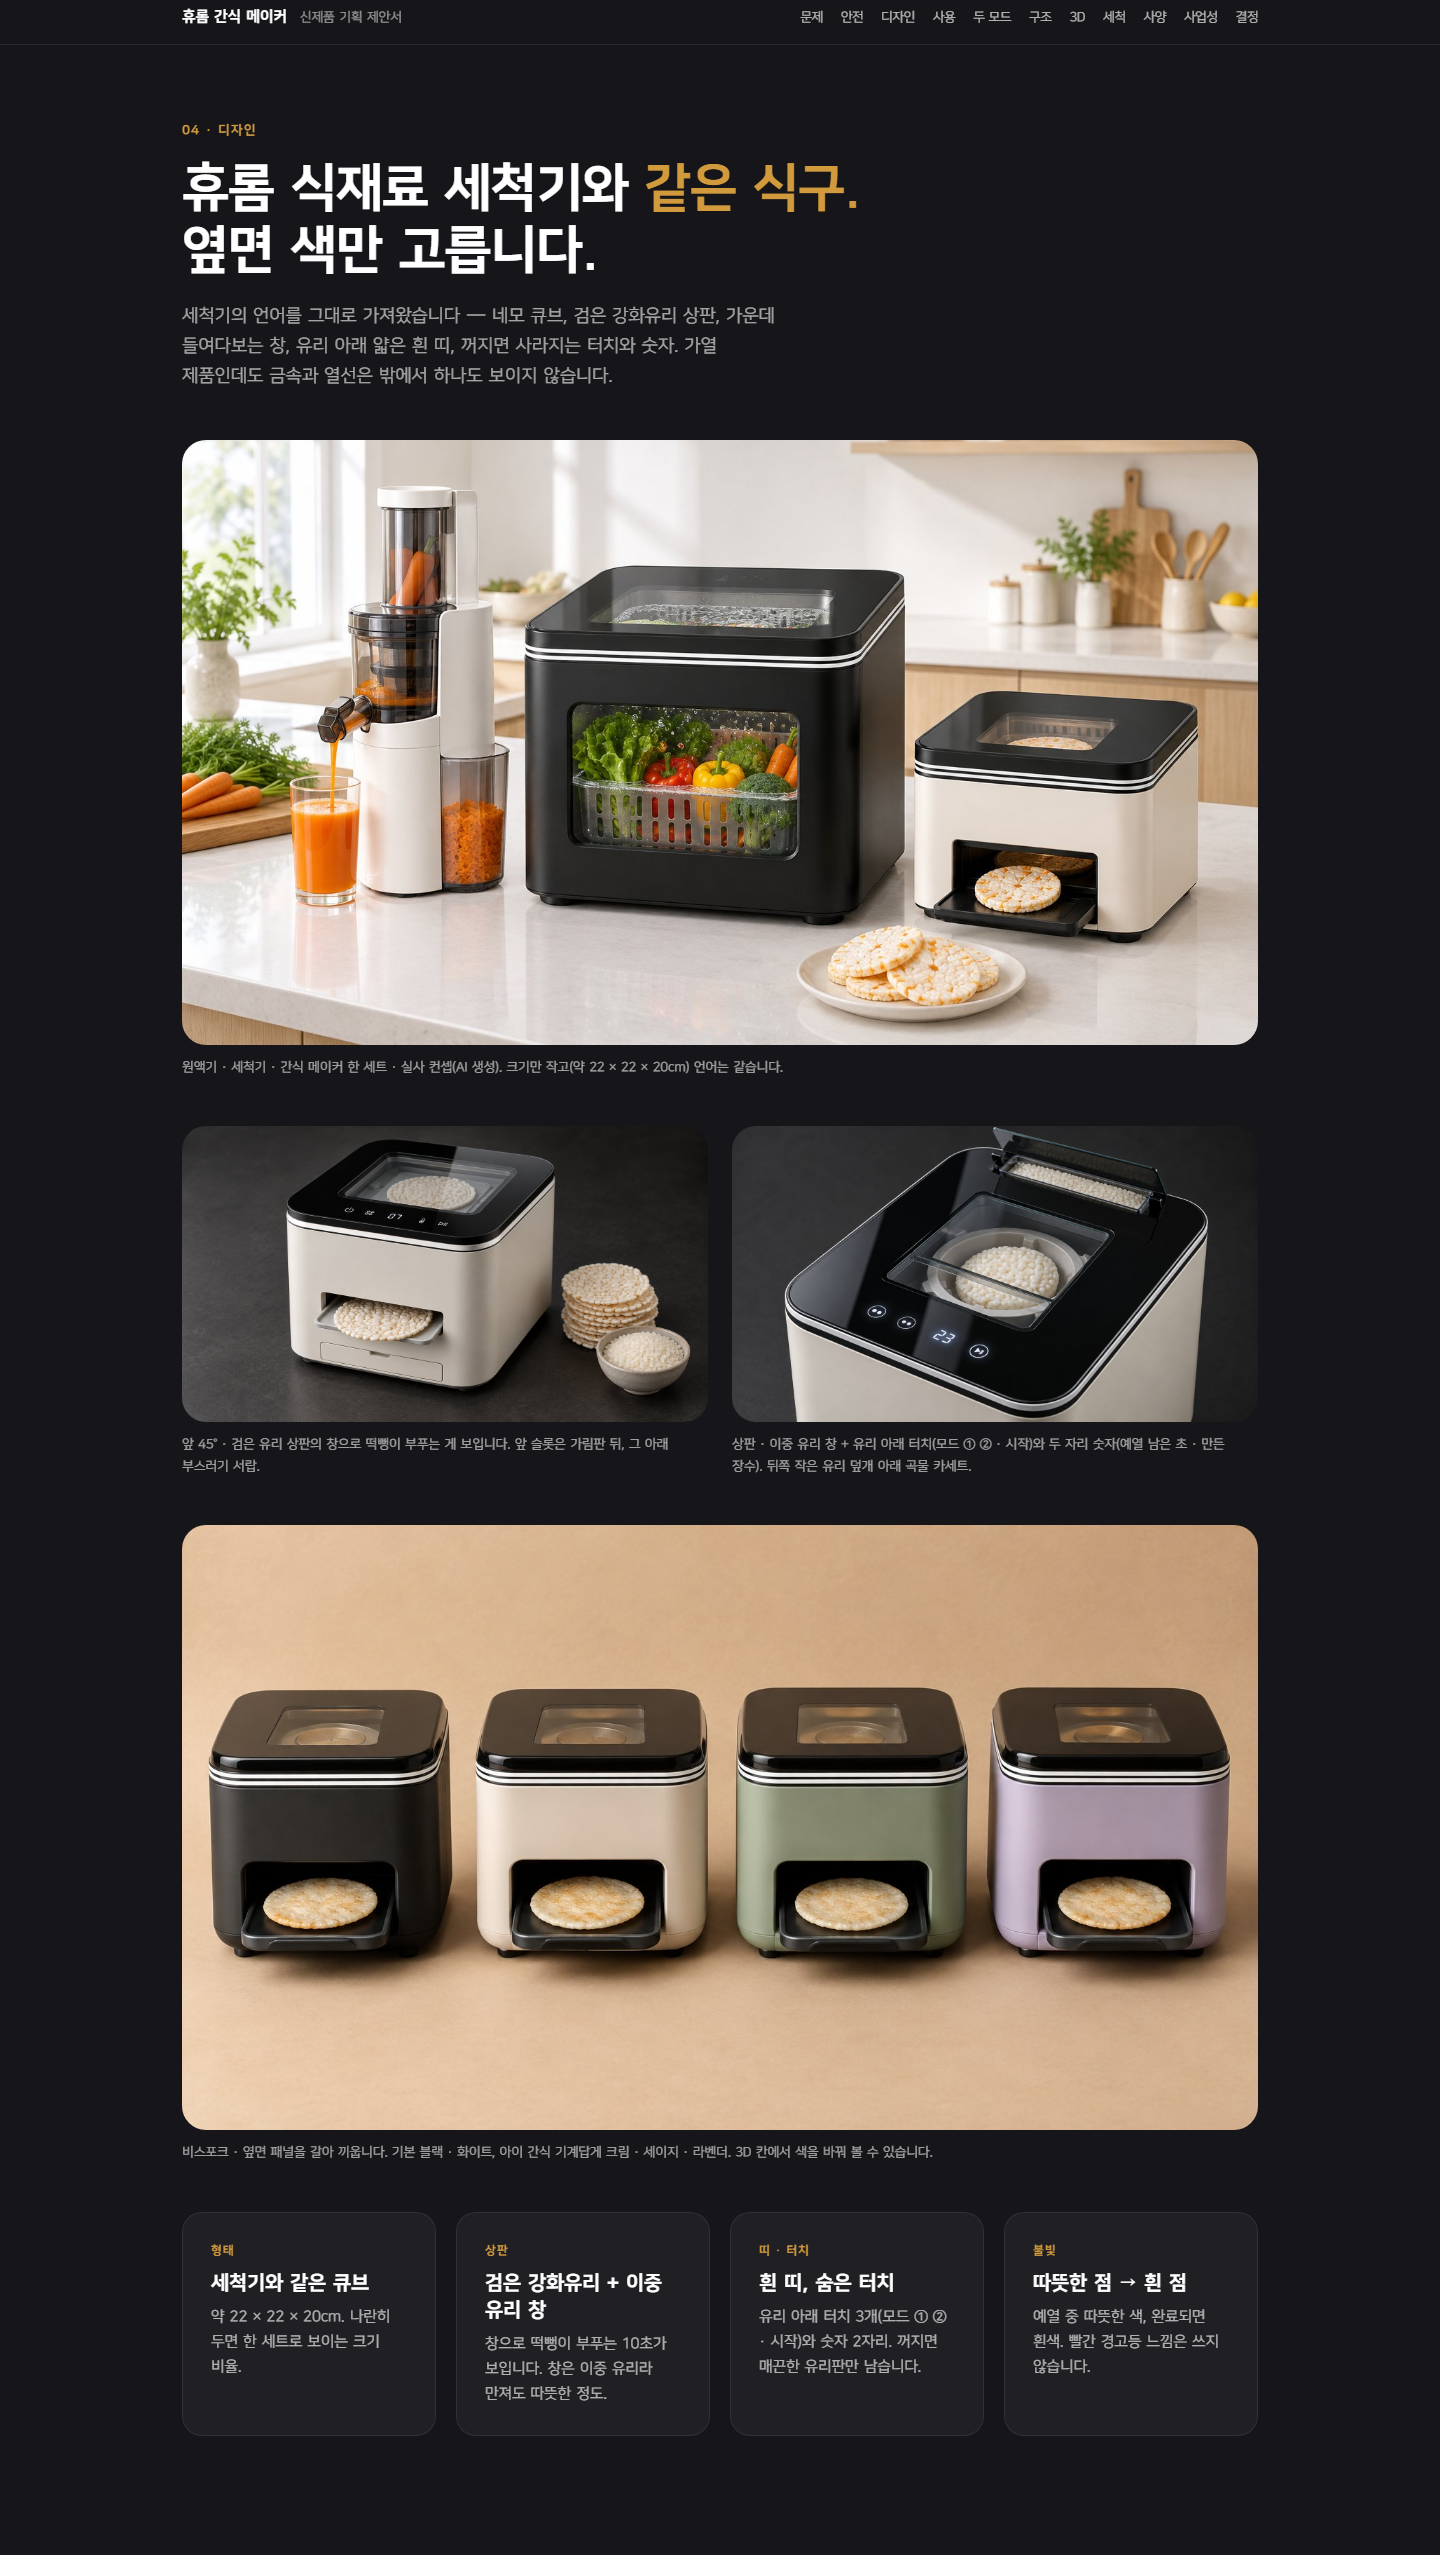 휴롬 간식 메이커 신제품 기획 제안서
문제 안전 디자인 사용 두 모드 구조 3D 세척 사양 사업성 결정
04 · 디자인
휴롬 식재료 세척기와 같은 식구.
옆면 색만 고릅니다.
세척기의 언어를 그대로 가져왔습니다 — 네모 큐브, 검은 강화유리 상판, 가운데
들여다보는 창, 유리 아래 얇은 흰 띠, 꺼지면 사라지는 터치와 숫자. 가열
제품인데도 금속과 열선은 밖에서 하나도 보이지 않습니다.
원액기 · 세척기 · 간식 메이커 한 세트 · 실사 컨셉(AI 생성). 크기만 작고(약 22 × 22 × 20cm) 언어는 같습니다.
23
앞 45° · 검은 유리 상판의 창으로 떡뻥이 부푸는 게 보입니다. 앞 슬롯은 가림판 뒤, 그 아래
부스러기 서랍.
상판 · 이중 유리 창 + 유리 아래 터치(모드 ① ② · 시작)와 두 자리 숫자(예열 남은 초 · 만든
장수). 뒤쪽 작은 유리 덮개 아래 곡물 카세트.
비스포크 · 옆면 패널을 갈아 끼웁니다. 기본 블랙 · 화이트, 아이 간식 기계답게 크림 · 세이지 · 라벤더. 3D 칸에서 색을 바꿔 볼 수 있습니다.
형태
세척기와 같은 큐브
약 22 × 22 × 20cm. 나란히
두면 한 세트로 보이는 크기
비율.
상판
검은 강화유리 + 이중
유리 창
창으로 떡뻥이 부푸는 10초가
보입니다. 창은 이중 유리라
만져도 따뜻한 정도.
띠 · 터치
흰 띠, 숨은 터치
유리 아래 터치 3개(모드 ① ②
· 시작)와 숫자 2자리. 꺼지면
매끈한 유리판만 남습니다.
불빛
따뜻한 점 → 흰 점
예열 중 따뜻한 색, 완료되면
흰색. 빨간 경고등 느낌은 쓰지
않습니다.